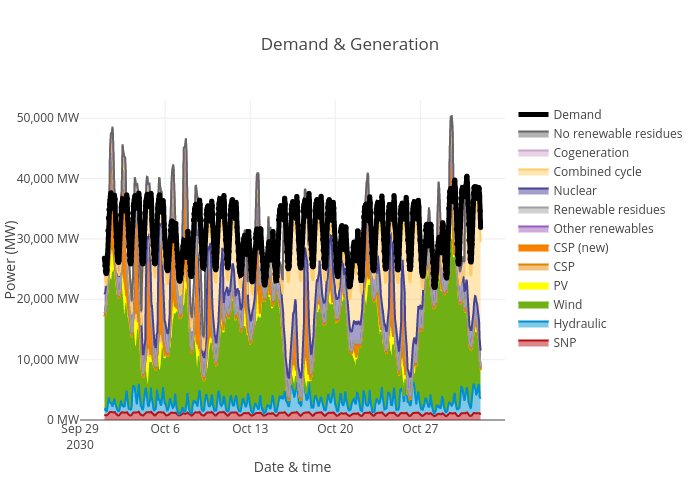 Demand & Generation
50,000 MW
40,000 MW
30,000 MW
20,000 MW
10,000 MW
0 MW
Power (MW)
Sep 29
2030
Oct 6
Oct 13
Oct 20
Oct 27
Date & time
Demand
No renewable residues
Cogeneration
Combined cycle
Nuclear
Renewable residues
Other renewables
CSP (new)
CSP
PV
Wind
Hydraulic
SNP